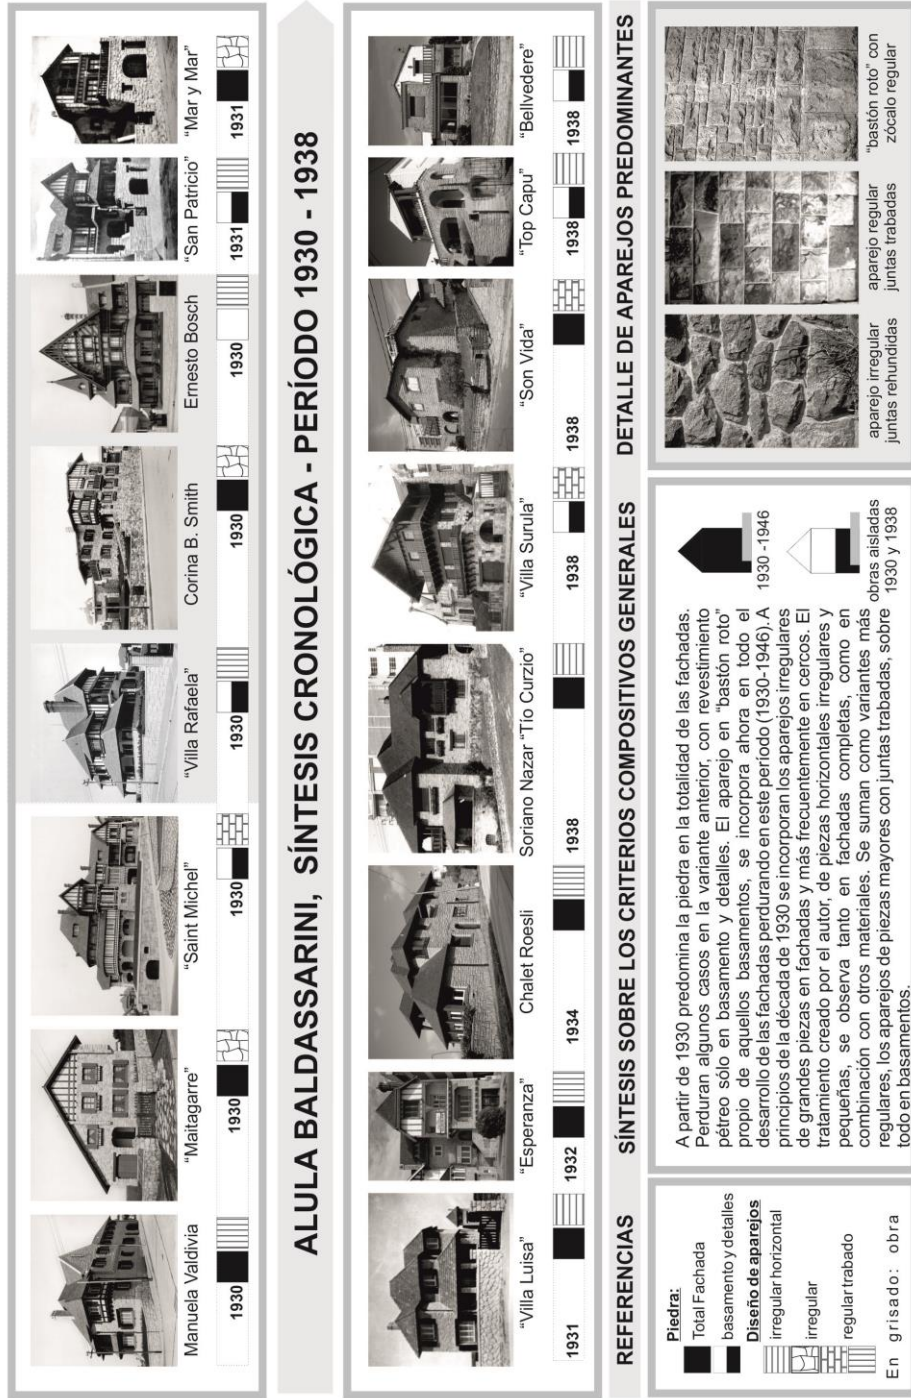 Manuela Valdivia
1930
"Maitagarre"
1930
"Saint Michel"
1930
"Villa Rafaela"
1930
Corina B. Smith
1930
Ernesto Bosch
1930
"San Patricio"
1931
"Mar y Mar"
1931
ALULA BALDASSARINI, SÍNTESIS CRONOLÓGICA - PERÍODO 1930 - 1938
"Villa Luisa"
1931
"Esperanza"
1932
Chalet Roesli
1934
Soriano Nazar "Tío Curzio"
1938
"Villa Surula"
1938
"Son Vida"
1938
"Top Capu"
1938
"Bellvedere"
1938
REFERENCIAS
Piedra:
Total Fachada
basamento y detalles
Diseño de aparejos
irregular horizontal
irregular
regular trabado
En grisado: obra
SÍNTESIS SOBRE LOS CRITERIOS COMPOSITIVOS GENERALES
A partir de 1930 predomina la piedra en la totalidad de las fachadas.
Perduran algunos casos en la variante anterior, con revestimiento
pétreo sólo en basamento y detalles. El aparejo en "bastón roto"
propio de aquellos basamentos, se incorpora ahora en todo el
desarrollo de las fachadas perdurando en este período (1930-1946). A
principios de la década de 1930 se incorporan los aparejos irregulares
de grandes piezas en fachadas y más frecuentemente en cercos. El
tratamiento creado por el autor, de piezas horizontales irregulares y
pequeñas, se observa tanto en fachadas completas, como en
combinación con otros materiales. Se suman como variantes más
regulares, los aparejos de piezas mayores con juntas trabadas, sobre
todo en basamentos.
1930 -1946
obras aisladas
1930 y 1938
DETALLE DE APAREJOS PREDOMINANTES
aparejo irregular
juntas rehundidas
aparejo regular
juntas trabadas
"bastón roto" con
zócalo regular